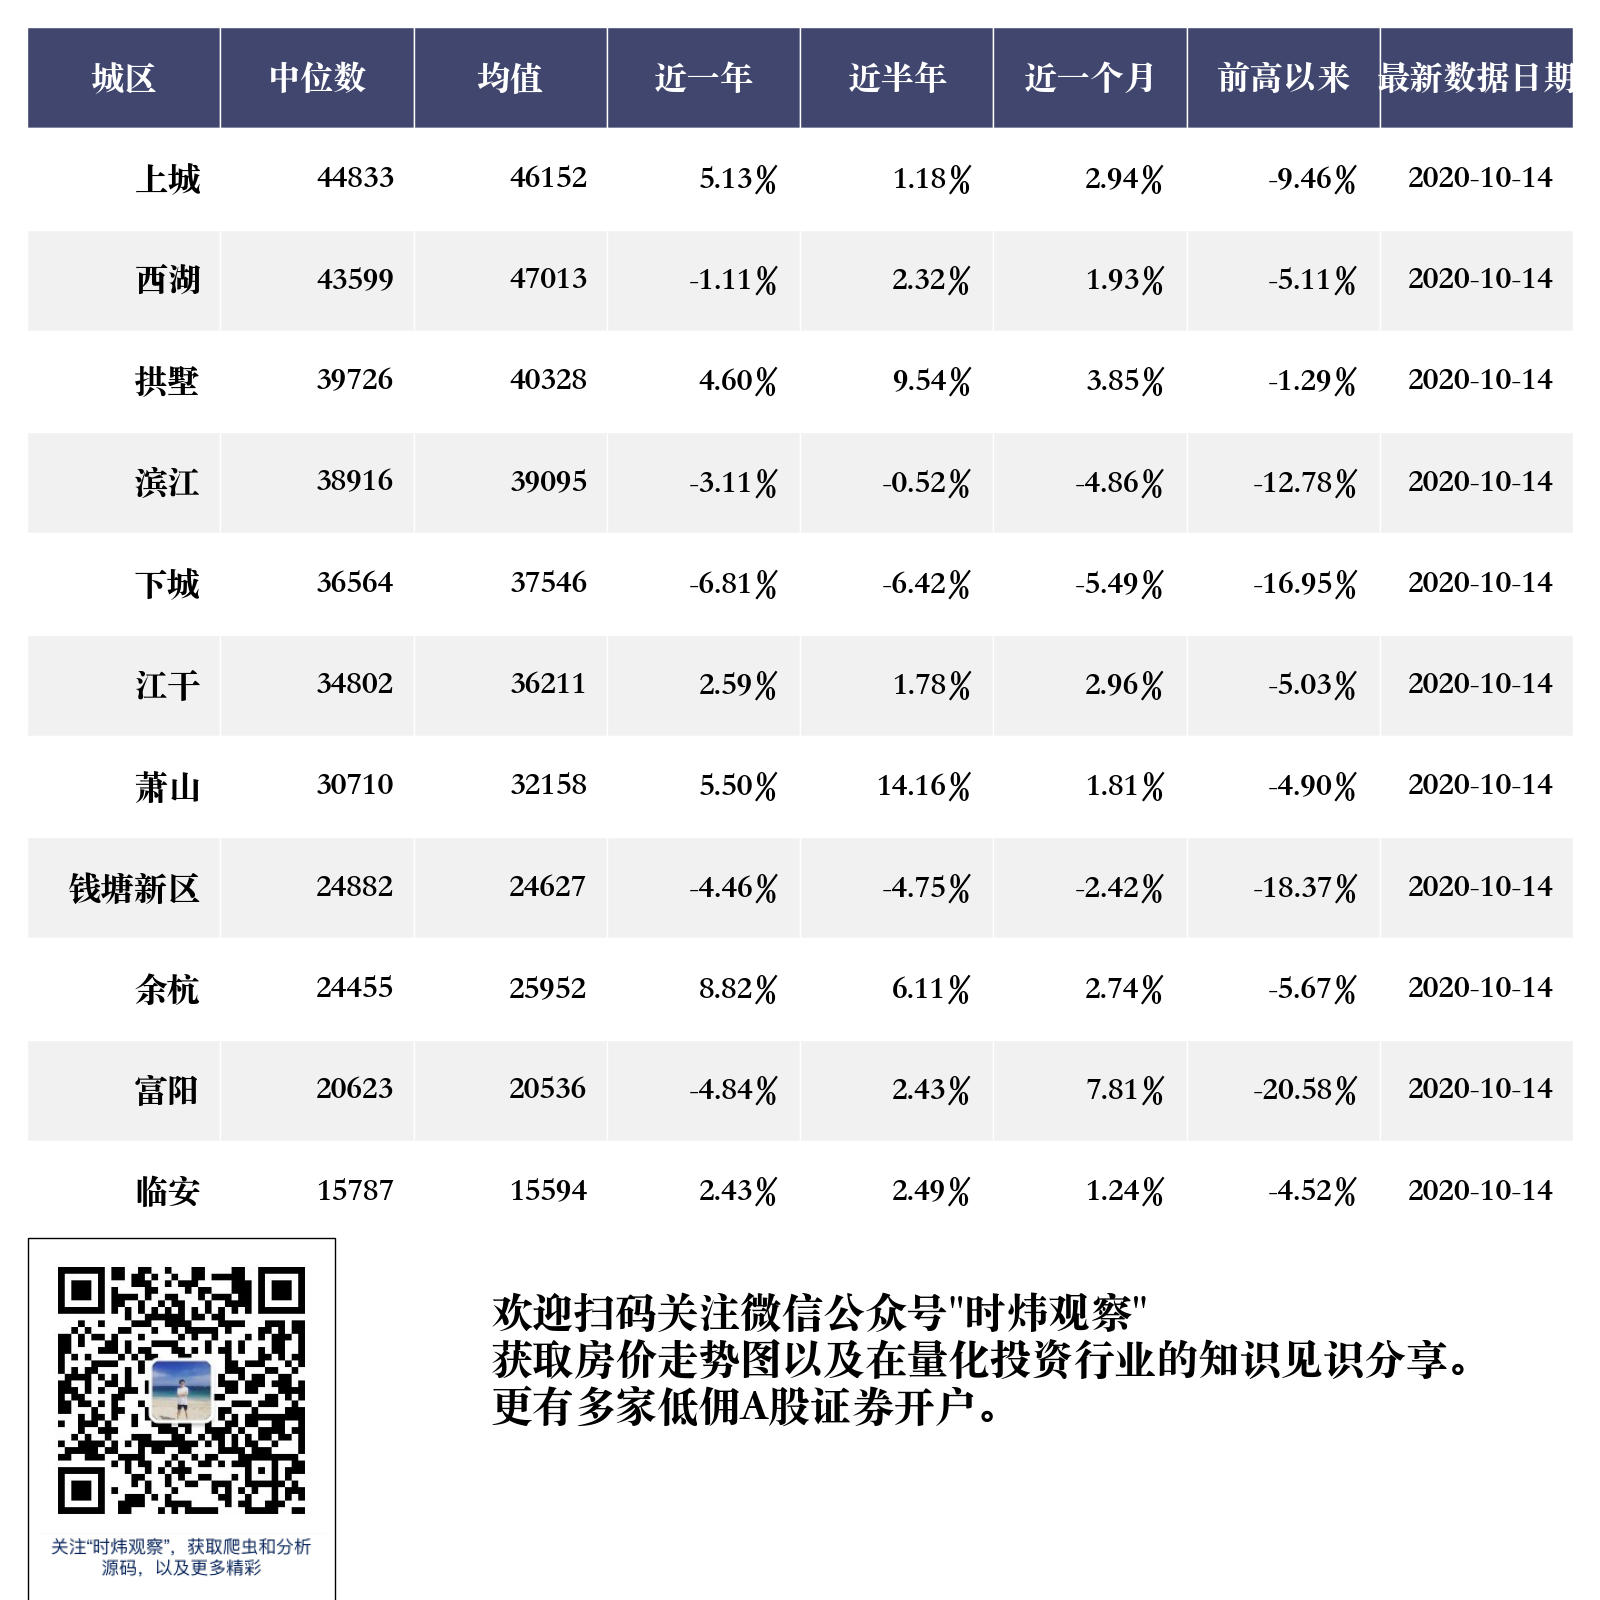 城区 中位数 均值 近一年 近半年 近一个月 前高以来 最新数据日期
上城 44833 46152 5.13% 1.18% 2.94% -9.46% 2020-10-14
西湖 43599 47013 -1.11% 2.32% 1.93% -5.11% 2020-10-14
拱墅 39726 40328 4.60% 9.54% 3.85% -1.29% 2020-10-14
滨江 38916 39095 -3.11% -0.52% -4.86% -12.78% 2020-10-14
下城 36564 37546 -6.81% -6.42% -5.49% -16.95% 2020-10-14
江干 34802 36211 2.59% 1.78% 2.96% -5.03% 2020-10-14
萧山 30710 32158 5.50% 14.16% 1.81% -4.90% 2020-10-14
钱塘新区 24882 24627 -4.46% -4.75% -2.42% -18.37% 2020-10-14
余杭 24455 25952 8.82% 6.11% 2.74% -5.67% 2020-10-14
富阳 20623 20536 -4.84% 2.43% 7.81% -20.58% 2020-10-14
临安 15787 15594 2.43% 2.49% 1.24% -4.52% 2020-10-14
欢迎扫码关注微信公众号"时炜观察"
获取房价走势图以及在量化投资行业的知识见识分享。
更有多家低佣A股证券开户。
关注“时炜观察”，获取爬虫和分析
源码，以及更多精彩